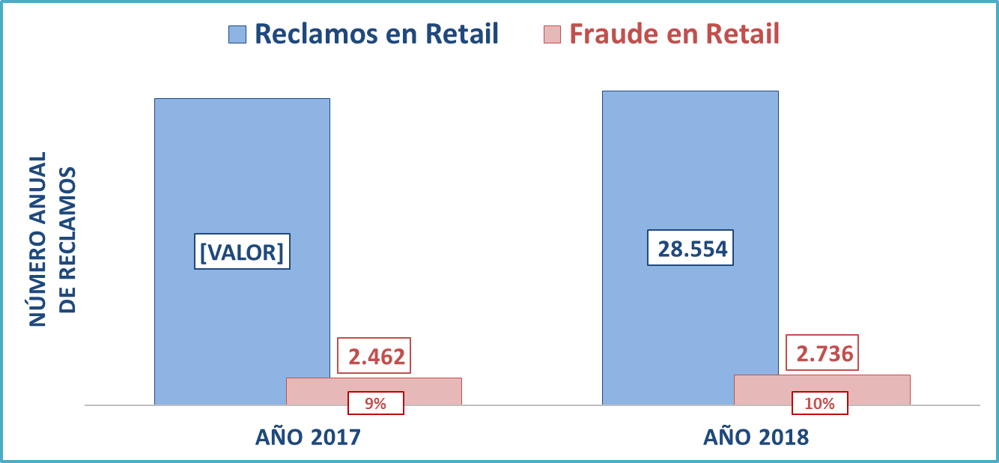 Reclamos en Retail
Fraude en Retail
NÚMERO ANUAL
DE RECLAMOS
[VALOR]
2.462
9%
28.554
2.736
10%
AÑO 2017
AÑO 2018